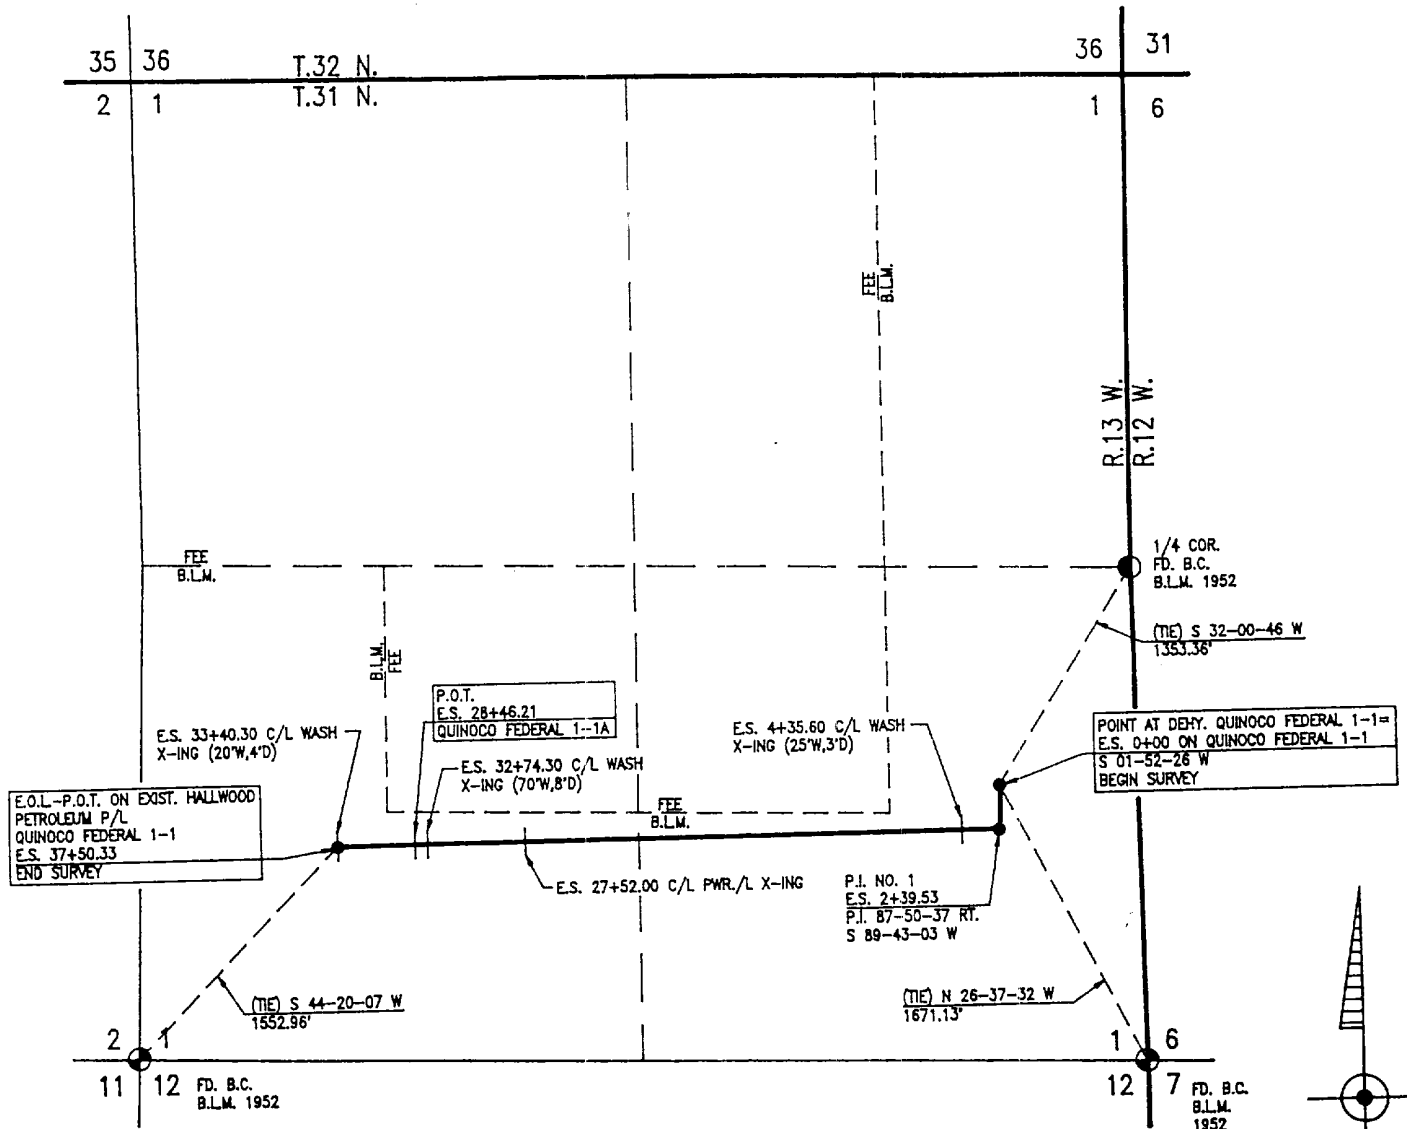 35 36
T.32 N.
36 31
2 1
T.31 N.
1 6
FEE
B.L.M.
R.13 W.
R.12 W.
1/4 COR.
FD. B.C.
B.L.M. 1952
FEE
B.L.M.
(TIE) S 32-00-46 W
1353.36'
B.L.M.
FEE
P.O.T.
E.S. 28+46.21
QUINOCO FEDERAL 1--1A
E.S. 33+40.30 C/L WASH
X-ING (20'W,4'D)
E.S. 4+35.60 C/L WASH
X-ING (25'W,3'D)
POINT AT DEHY. QUINOCO FEDERAL 1-1=
E.S. 0+00 ON QUINOCO FEDERAL 1-1
S 01-52-26 W
BEGIN SURVEY
E.S. 32+74.30 C/L WASH
X-ING (70'W,8'D)
E.O.L.-P.O.T. ON EXIST. HALLWOOD
PETROLEUM P/L
QUINOCO FEDERAL 1-1
E.S. 37+50.33
END SURVEY
FEE
B.L.M.
E.S. 27+52.00 C/L PWR./L X-ING
P.I. NO. 1
E.S. 2+39.53
P.I. 87-50-37 RT.
S 89-43-03 W
(TIE) S 44-20-07 W
1552.96'
(TIE) N 26-37-32 W
1671.13'
2 1
1 6
11 12
FD. B.C.
B.L.M. 1952
12 7
FD. B.C.
B.L.M.
1952